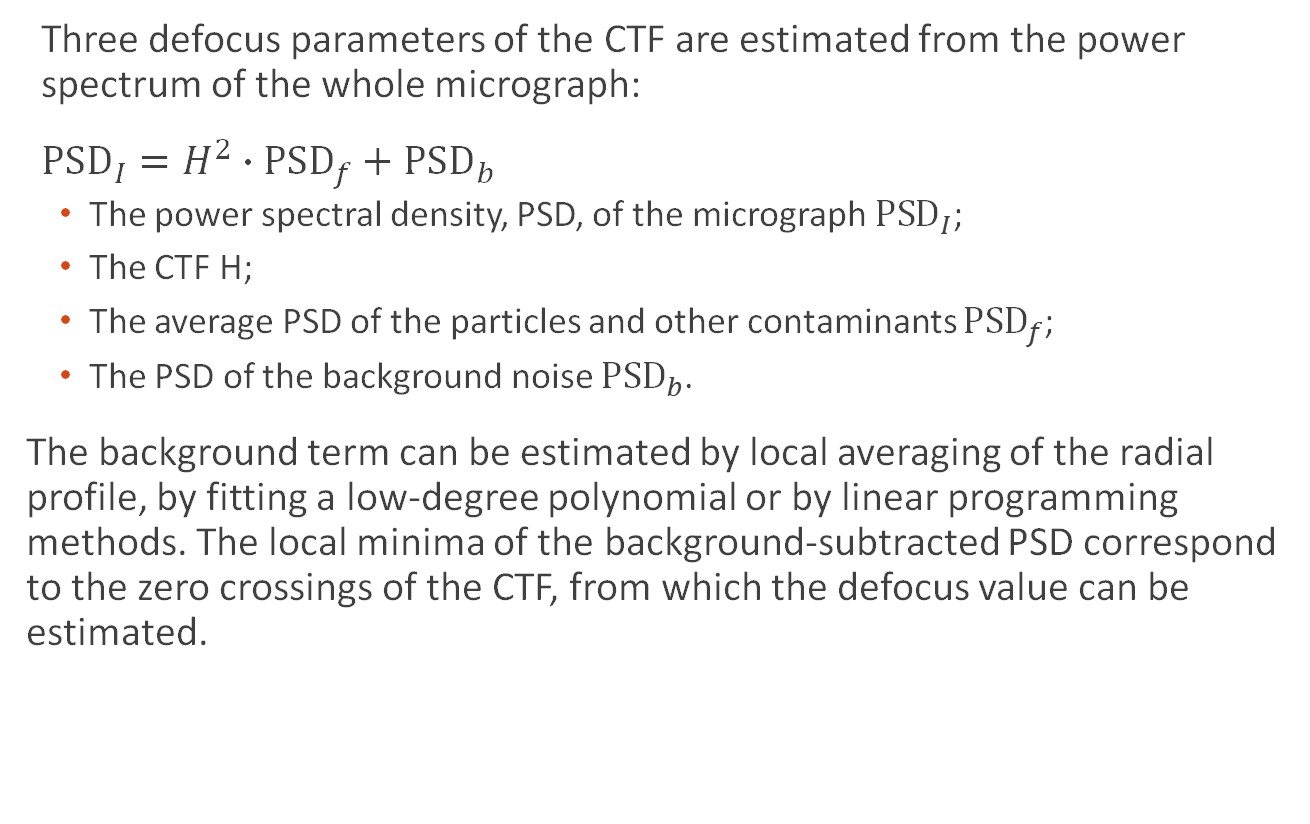 Three defocus parameters of the CTF are estimated from the power
spectrum of the whole micrograph:
PSD_I = H² · PSD_f + PSD_b
• The power spectral density, PSD, of the micrograph PSD_I;
• The CTF H;
• The average PSD of the particles and other contaminants PSD_f;
• The PSD of the background noise PSD_b.
The background term can be estimated by local averaging of the radial
profile, by fitting a low-degree polynomial or by linear programming
methods. The local minima of the background-subtracted PSD correspond
to the zero crossings of the CTF, from which the defocus value can be
estimated.